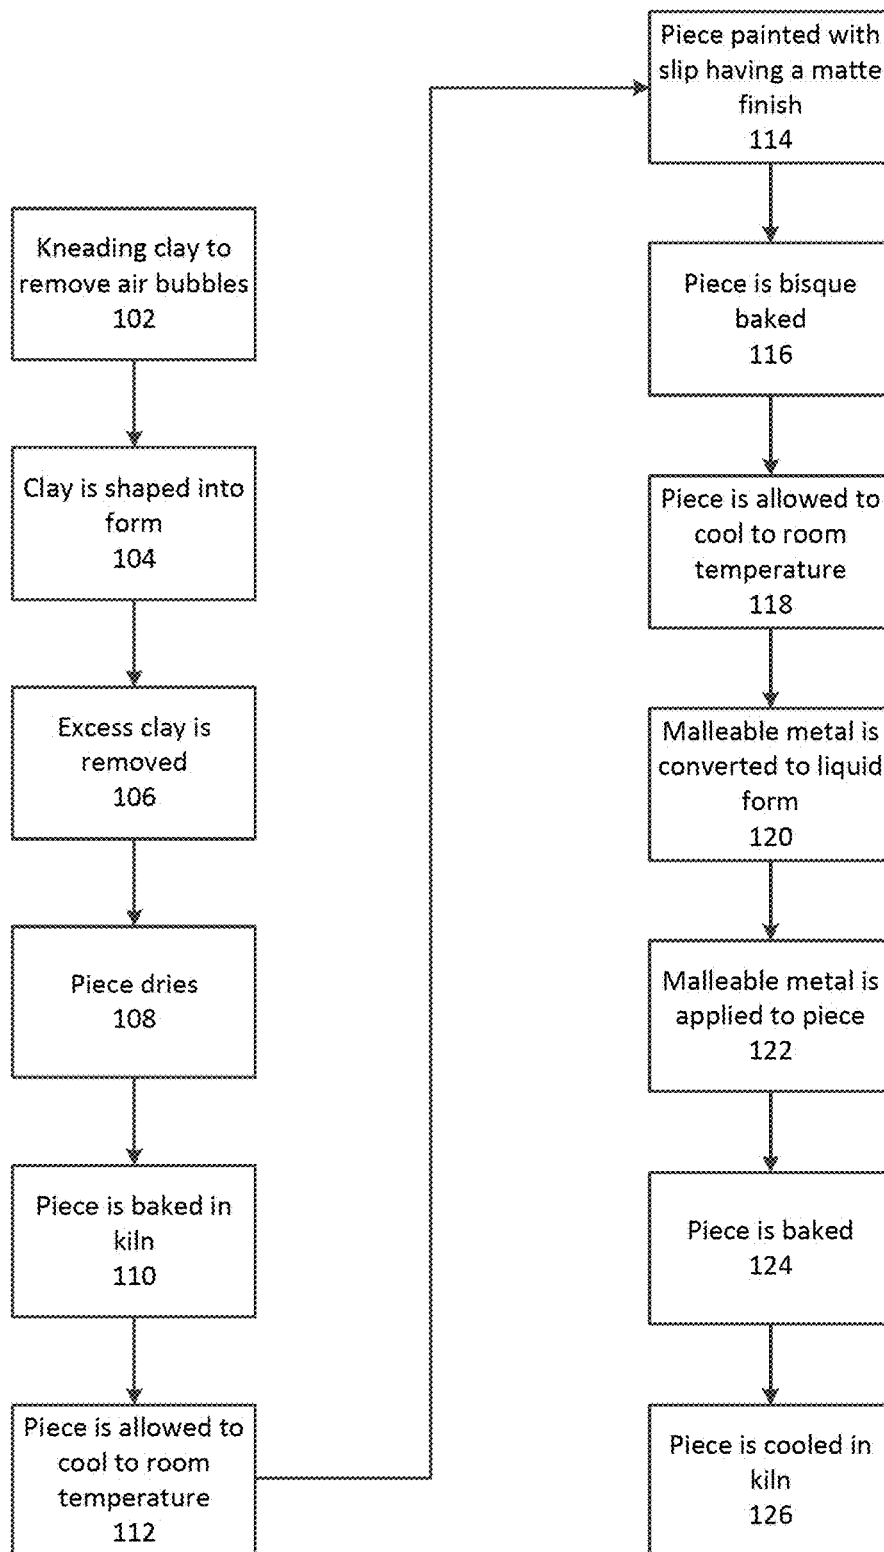 Kneading clay to
remove air bubbles
102
Clay is shaped into
form
104
Excess clay is
removed
106
Piece dries
108
Piece is baked in
kiln
110
Piece is allowed to
cool to room
temperature
112
Piece painted with
slip having a matte
finish
114
Piece is bisque
baked
116
Piece is allowed to
cool to room
temperature
118
Malleable metal is
converted to liquid
form
120
Malleable metal is
applied to piece
122
Piece is baked
124
Piece is cooled in
kiln
126